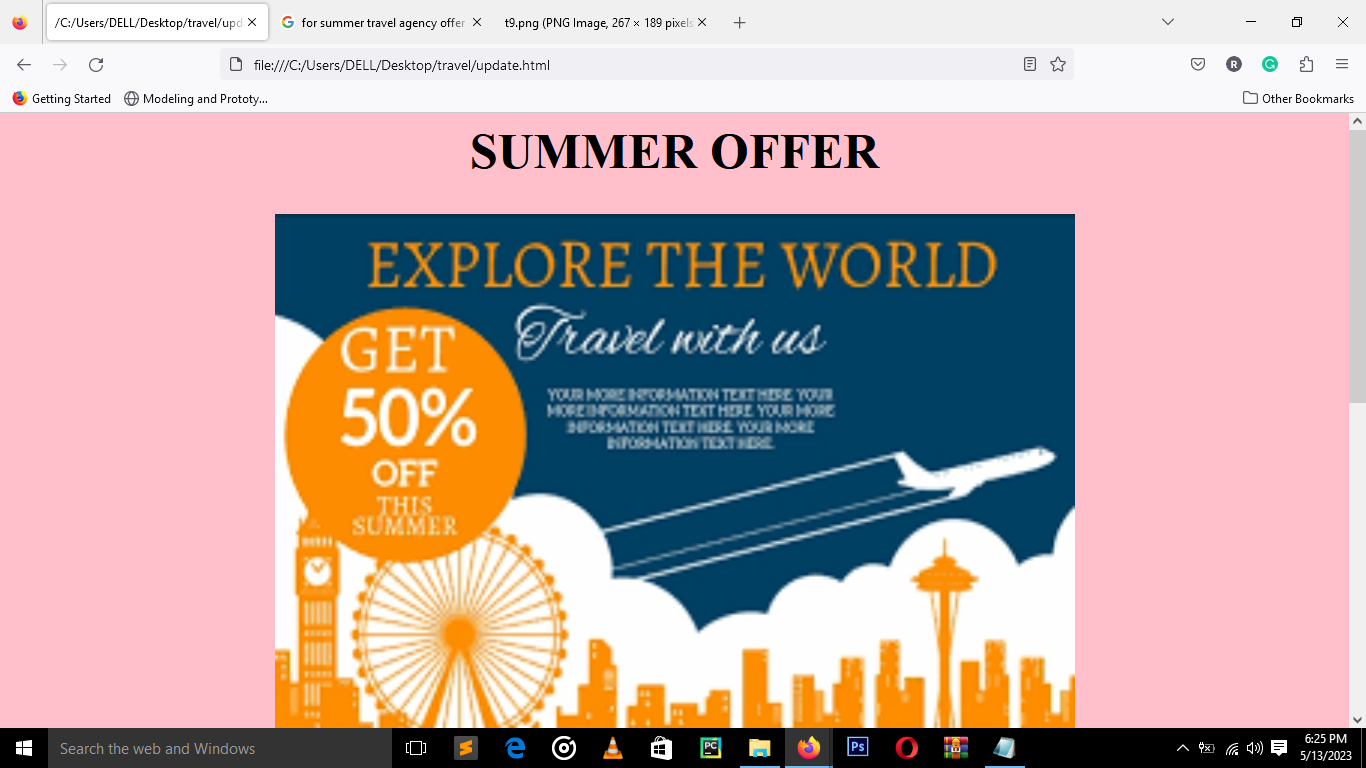 /C:/Users/DELL/Desktop/travel/upd
for summer travel agency offer
t9.png (PNG Image, 267 × 189 pixels
file:///C:/Users/DELL/Desktop/travel/update.html
R
Getting Started
Modeling and Prototy...
Other Bookmarks
SUMMER OFFER
EXPLORE THE WORLD
Travel with us
GET
50%
OFF
THIS
SUMMER
YOUR MORE INFORMATION TEXT HERE. YOUR
MORE INFORMATION TEXT HERE. YOUR MORE
INFORMATION TEXT HERE. YOUR MORE
INFORMATION TEXT HERE.
Search the web and Windows
PC
Ps
6:25 PM
5/13/2023